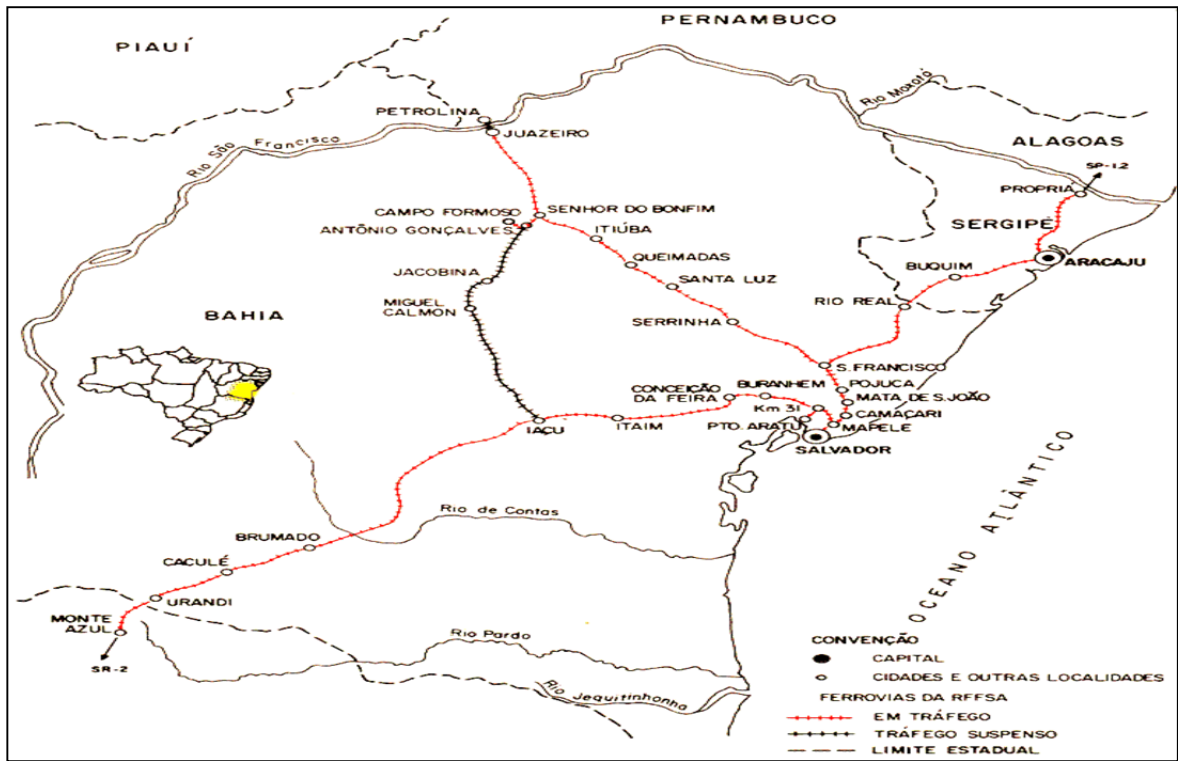 PERNAMBUCO
PIAUÍ
PETROLINA
JUAZEIRO
Rio São Francisco
Rio Moxotó
ALAGOAS
SP-1.2
PROPRIÁ
SERGIPE
ARACAJU
BUQUIM
RIO REAL
CAMPO FORMOSO
SENHOR DO BONFIM
ANTÔNIO GONÇALVES
ITIÚBA
QUEIMADAS
JACOBINA
SANTA LUZ
MIGUEL
CALMON
SERRINHA
BAHIA
S. FRANCISCO
CONCEIÇÃO
DA FEIRA
BURANHEM
POJUCA
MATA DE S. JOÃO
Km 31
CAMAÇARI
PTO. ARATU
MAPELE
IAÇÚ
ITAIM
SALVADOR
OCEANO ATLÂNTICO
Rio de Contas
BRUMADO
CACULÉ
URANDI
MONTE
AZUL
SR-2
Rio Pardo
Rio Jequitinhonha
CONVENÇÃO
CAPITAL
CIDADES E OUTRAS LOCALIDADES
FERROVIAS DA RFFSA
EM TRÁFEGO
TRÁFEGO SUSPENSO
LIMITE ESTADUAL